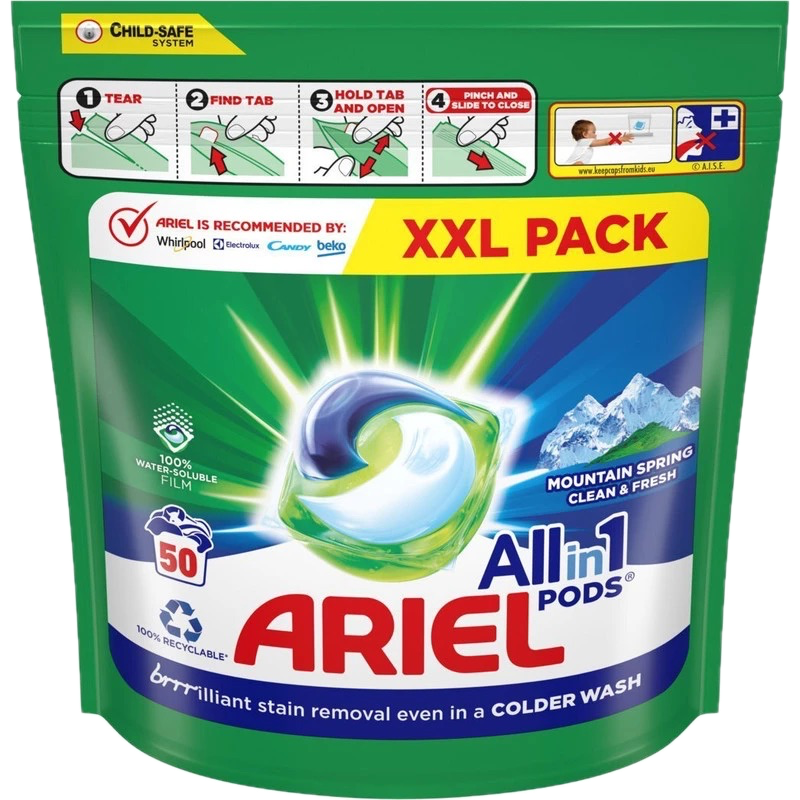 CHILD-SAFE
SYSTEM
1 TEAR
2 FIND TAB
3 HOLD TAB
AND OPEN
4 PINCH AND
SLIDE TO CLOSE
www.keepcapsfromkids.eu
© A.I.S.E.
ARIEL IS RECOMMENDED BY:
Whirlpool Electrolux CANDY beko
XXL PACK
100%
WATER-SOLUBLE
FILM
MOUNTAIN SPRING
CLEAN & FRESH
50
All in 1
PODS®
100% RECYCLABLE*
ARIEL
brrrilliant stain removal even in a COLDER WASH